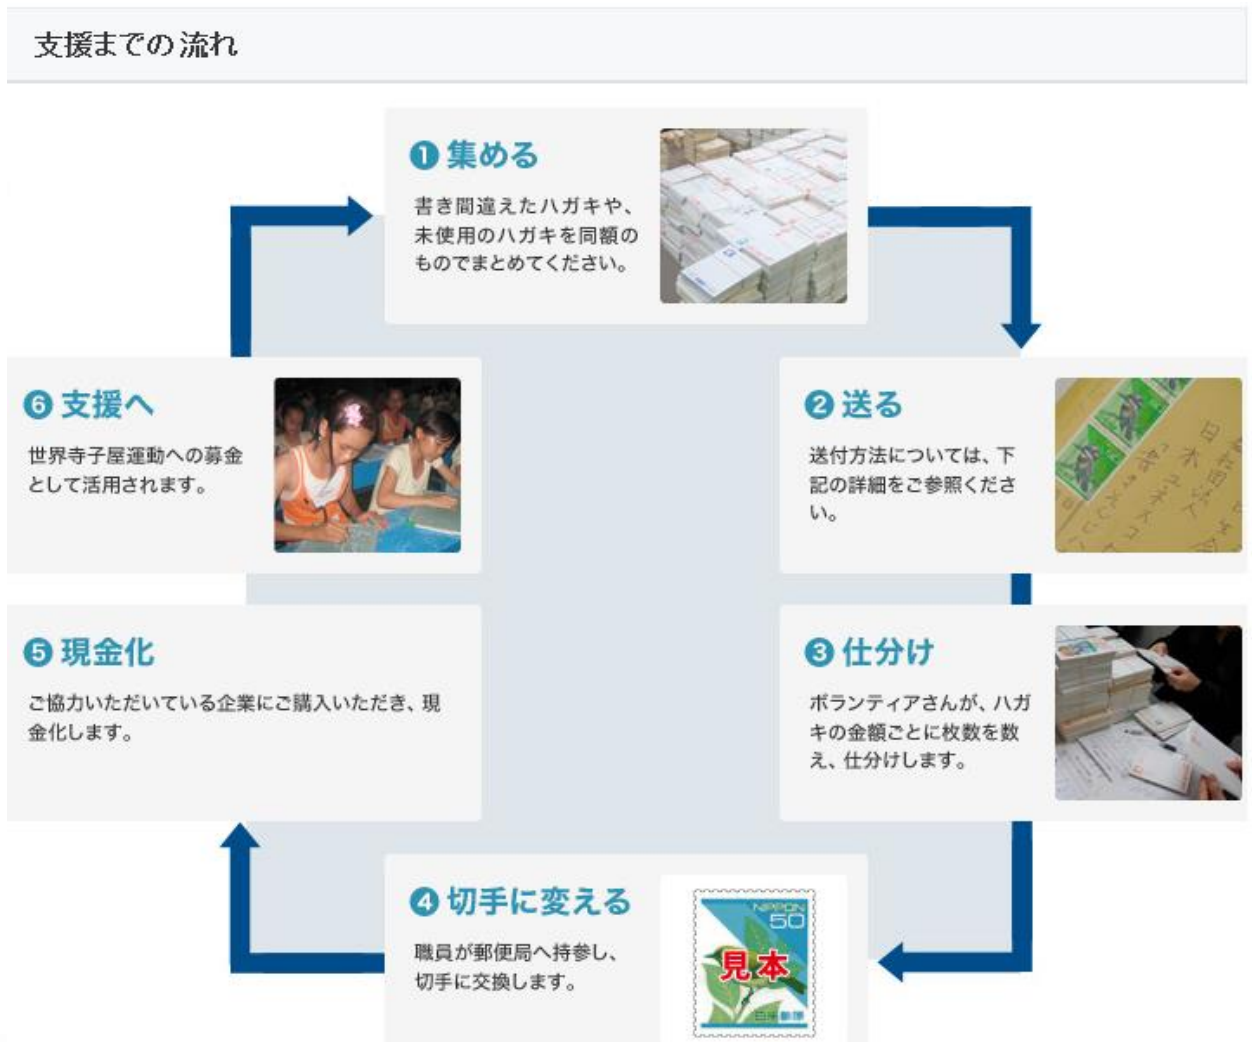 支援までの流れ
❶ 集める
書き間違えたハガキや、
未使用のハガキを同額の
ものでまとめてください。
❷ 送る
送付方法については、下
記の詳細をご参照くださ
い。
❸ 仕分け
ボランティアさんが、ハガ
キの金額ごとに枚数を数
え、仕分けします。
❹ 切手に変える
職員が郵便局へ持参し、
切手に交換します。
NIPPON
50
見本
日本郵便
❺ 現金化
ご協力いただいている企業にご購入いただき、現
金化します。
❻ 支援へ
世界寺子屋運動への募金
として活用されます。